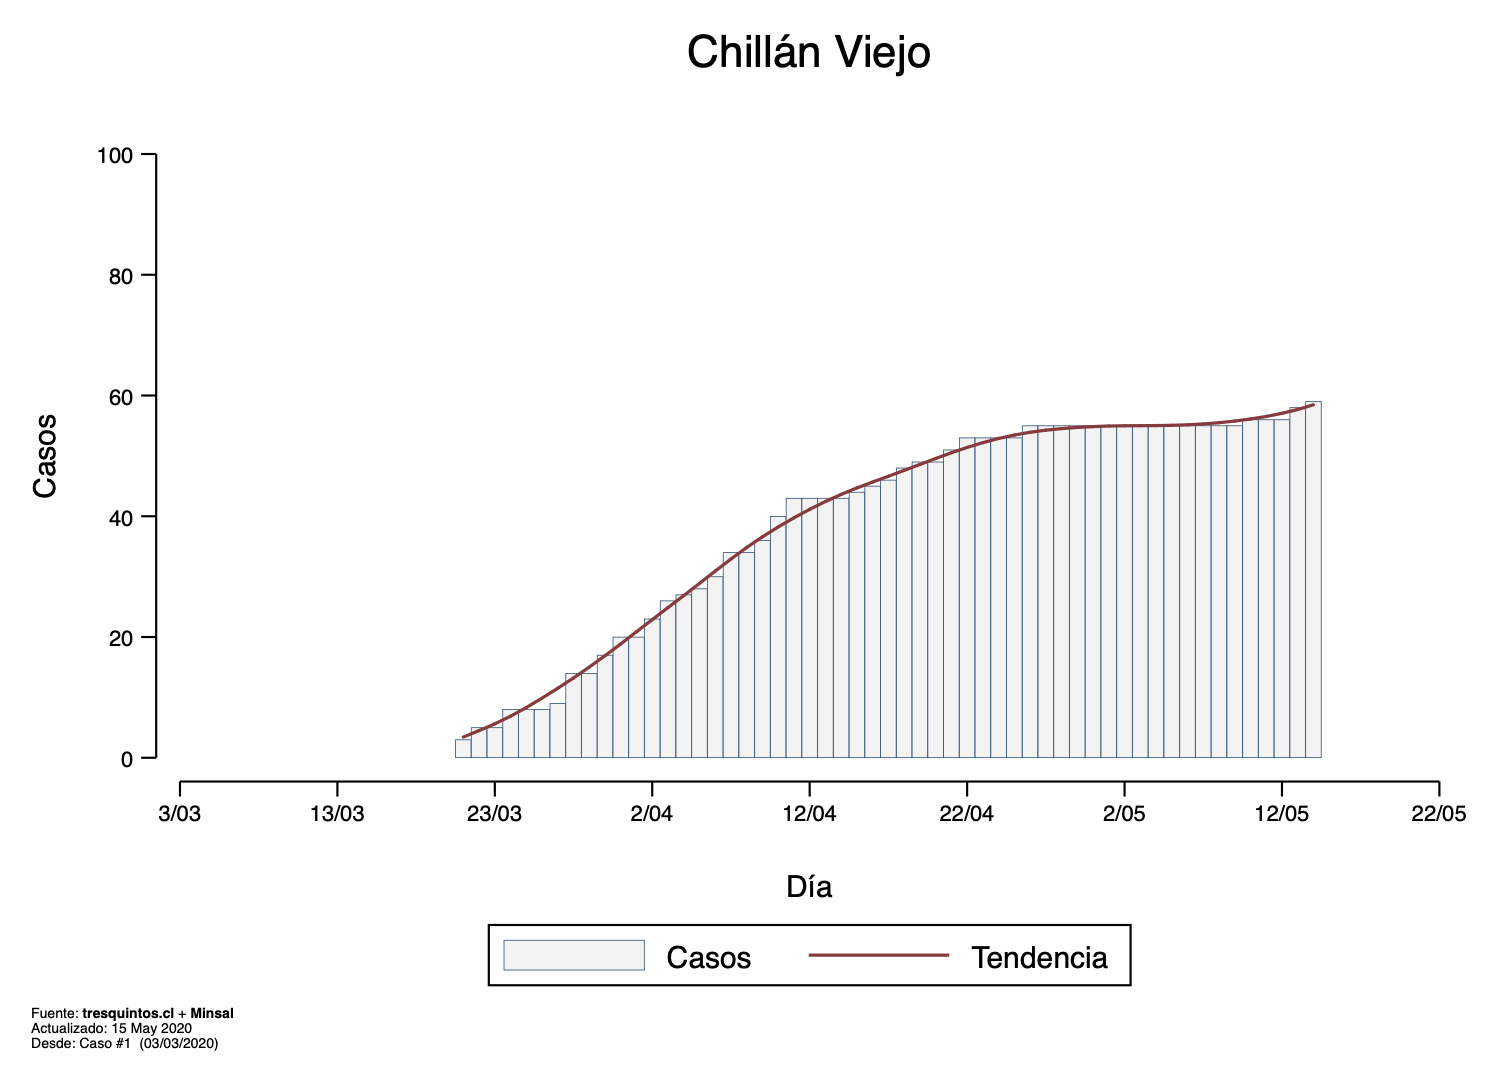 Chillán Viejo
100
80
60
40
20
0
Casos
3/03 13/03 23/03 2/04 12/04 22/04 2/05 12/05 22/05
Día
Casos Tendencia
Fuente: tresquintos.cl + Minsal
Actualizado: 15 May 2020
Desde: Caso #1 (03/03/2020)